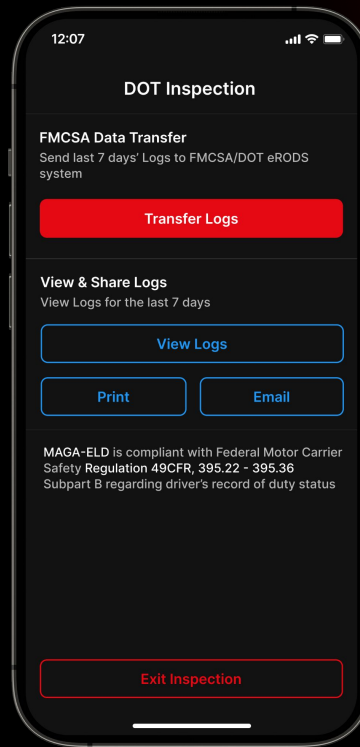 12:07
DOT Inspection
FMCSA Data Transfer
Send last 7 days' Logs to FMCSA/DOT eRODS
system
Transfer Logs
View & Share Logs
View Logs for the last 7 days
View Logs
Print
Email
MAGA-ELD is compliant with Federal Motor Carrier
Safety Regulation 49CFR, 395.22 - 395.36
Subpart B regarding driver's record of duty status
Exit Inspection